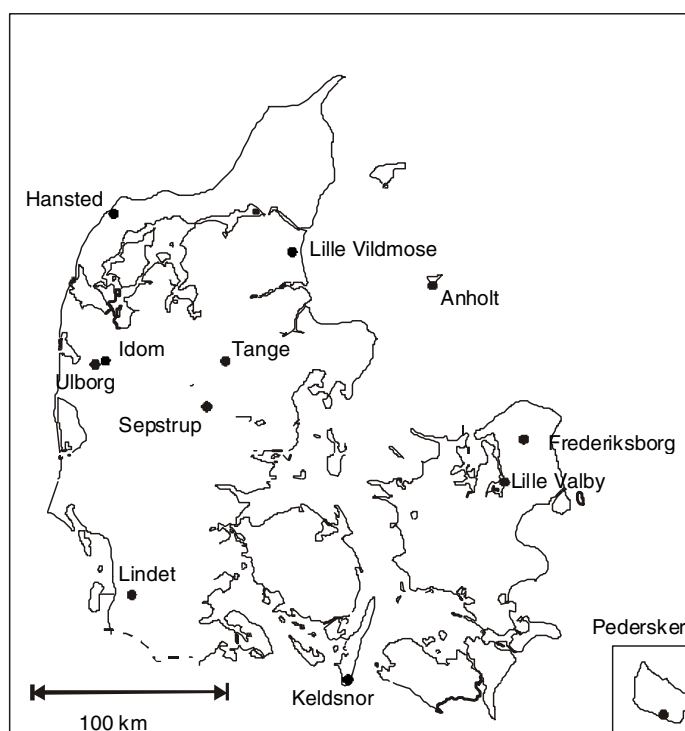 Hansted
Lille Vildmose
Anholt
Idom
Tange
Ulborg
Sepstrup
Frederiksborg
Lille Valby
Lindet
Pedersker
Keldsnor
100 km